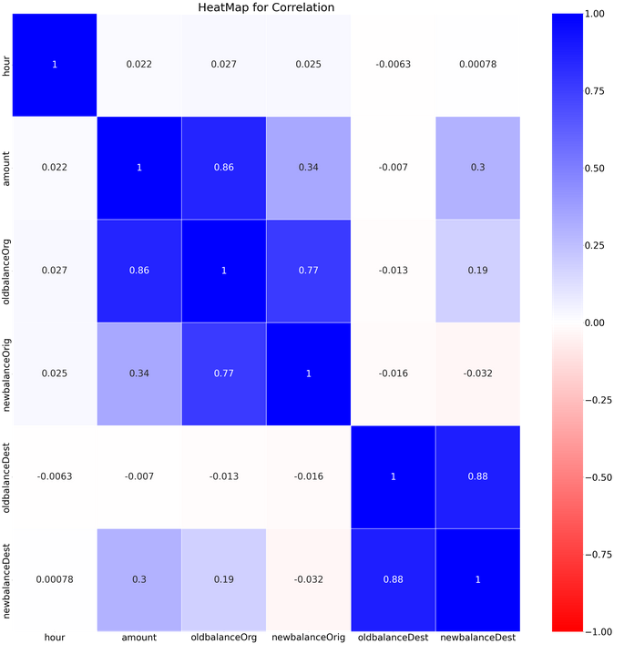 HeatMap for Correlation
hour 1 0.022 0.027 0.025 -0.0063 0.00078
amount 0.022 1 0.86 0.34 -0.007 0.3
oldbalanceOrg 0.027 0.86 1 0.77 -0.013 0.19
newbalanceOrig 0.025 0.34 0.77 1 -0.016 -0.032
oldbalanceDest -0.0063 -0.007 -0.013 -0.016 1 0.88
newbalanceDest 0.00078 0.3 0.19 -0.032 0.88 1
hour amount oldbalanceOrg newbalanceOrig oldbalanceDest newbalanceDest
1.00
0.75
0.50
0.25
0.00
−0.25
−0.50
−0.75
−1.00